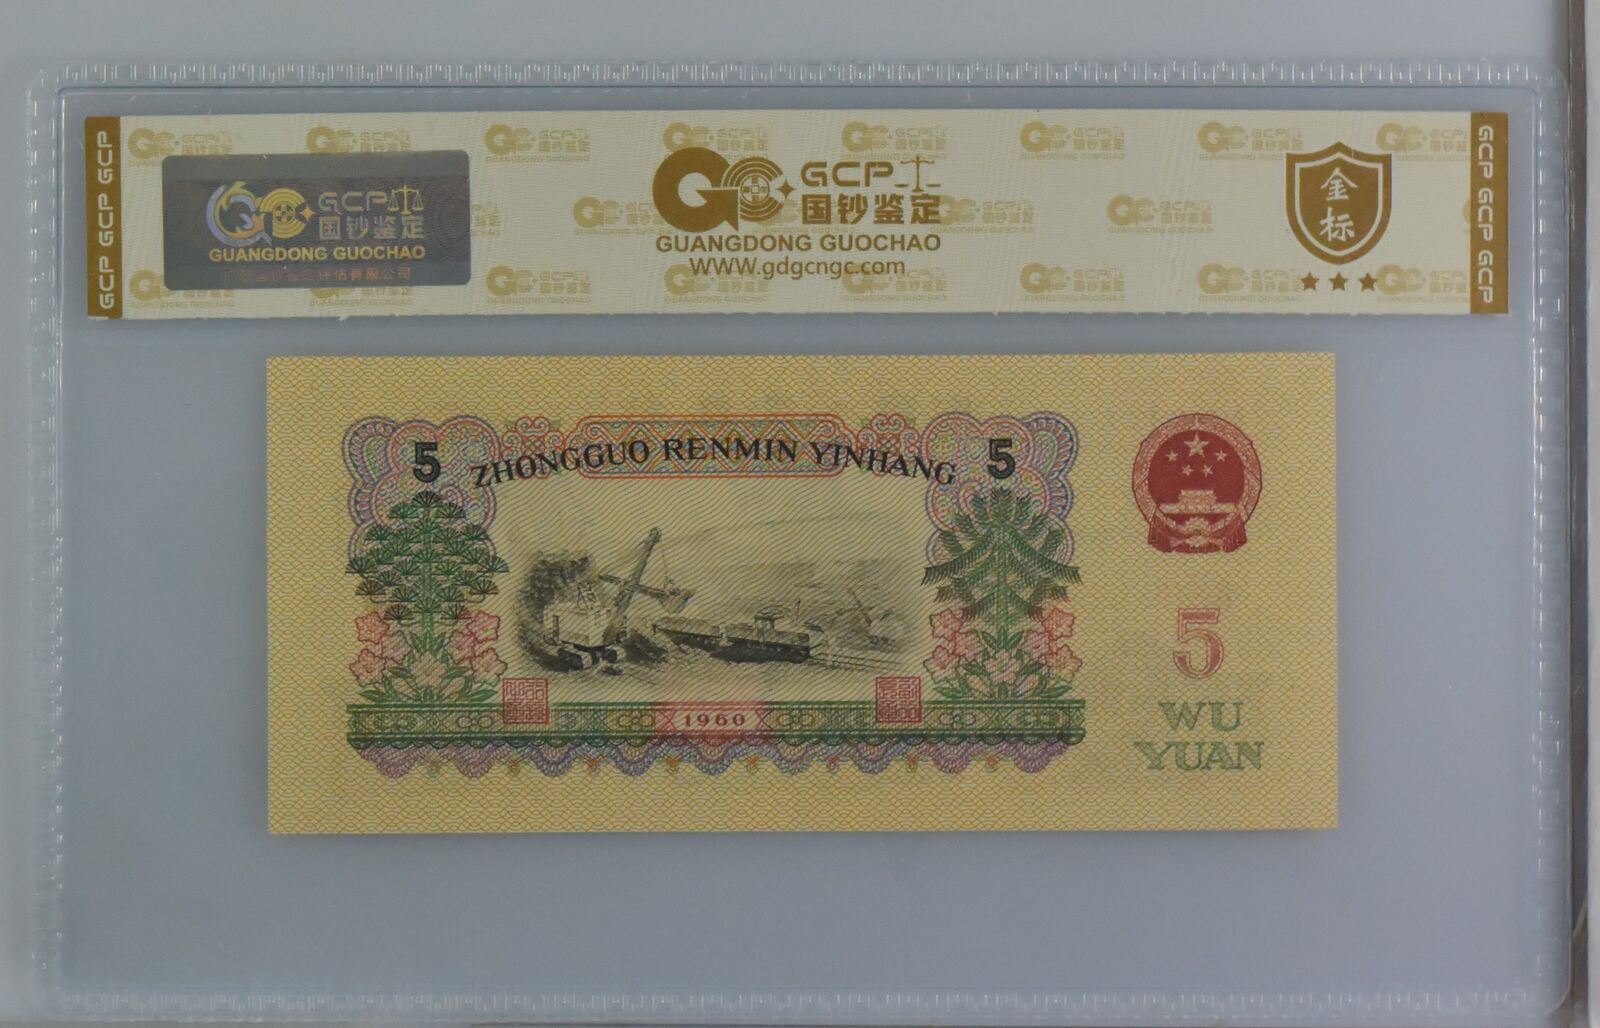 GCP GCP GCP
GCP
国钞鉴定
GUANGDONG GUOCHAO
GCP
国钞鉴定
GUANGDONG GUOCHAO
WWW.gdgcngc.com
金
标
GCP GCP GCP
5 ZHONGGUO RENMIN YINHANG 5
1960
5
WU
YUAN